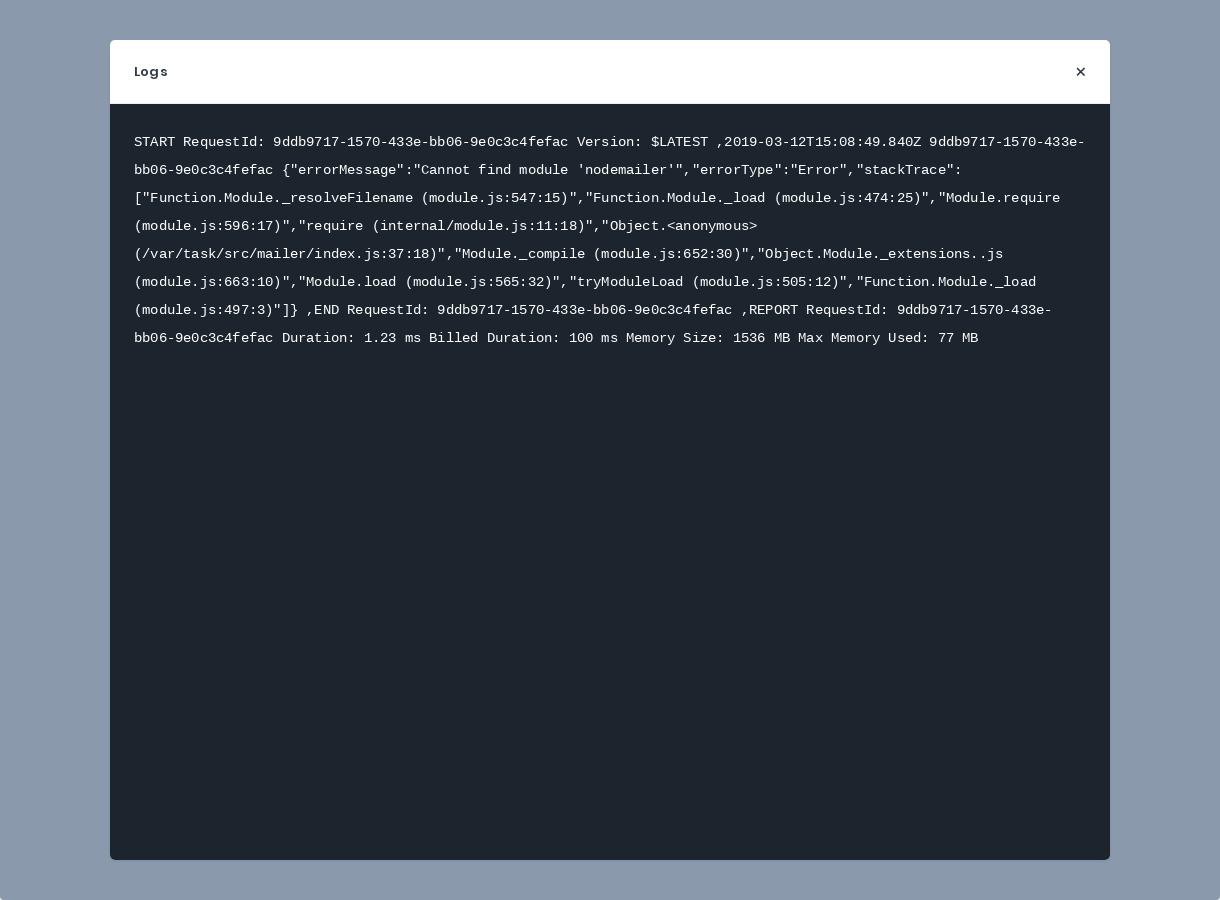 Logs
×
START RequestId: 9ddb9717-1570-433e-bb06-9e0c3c4fefac Version: $LATEST ,2019-03-12T15:08:49.840Z 9ddb9717-1570-433e-
bb06-9e0c3c4fefac {"errorMessage":"Cannot find module 'nodemailer'","errorType":"Error","stackTrace":
["Function.Module._resolveFilename (module.js:547:15)","Function.Module._load (module.js:474:25)","Module.require
(module.js:596:17)","require (internal/module.js:11:18)","Object.<anonymous>
(/var/task/src/mailer/index.js:37:18)","Module._compile (module.js:652:30)","Object.Module._extensions..js
(module.js:663:10)","Module.load (module.js:565:32)","tryModuleLoad (module.js:505:12)","Function.Module._load
(module.js:497:3)"]} ,END RequestId: 9ddb9717-1570-433e-bb06-9e0c3c4fefac ,REPORT RequestId: 9ddb9717-1570-433e-
bb06-9e0c3c4fefac Duration: 1.23 ms Billed Duration: 100 ms Memory Size: 1536 MB Max Memory Used: 77 MB